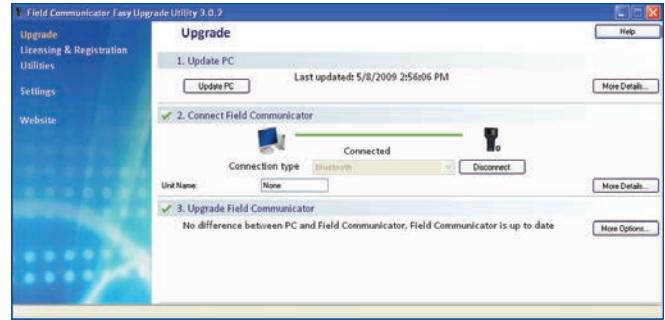 Field Communicator Easy Upgrade Utility 3.0.2
Upgrade
Licensing & Registration
Utilities
Settings
Website
Upgrade
Help
1. Update PC
Update PC
Last updated: 5/8/2009 2:56:06 PM
More Details...
2. Connect Field Communicator
Connected
Connection type
Bluetooth
Disconnect
Unit Name:
None
More Details...
3. Upgrade Field Communicator
No difference between PC and Field Communicator, Field Communicator is up to date
More Options...